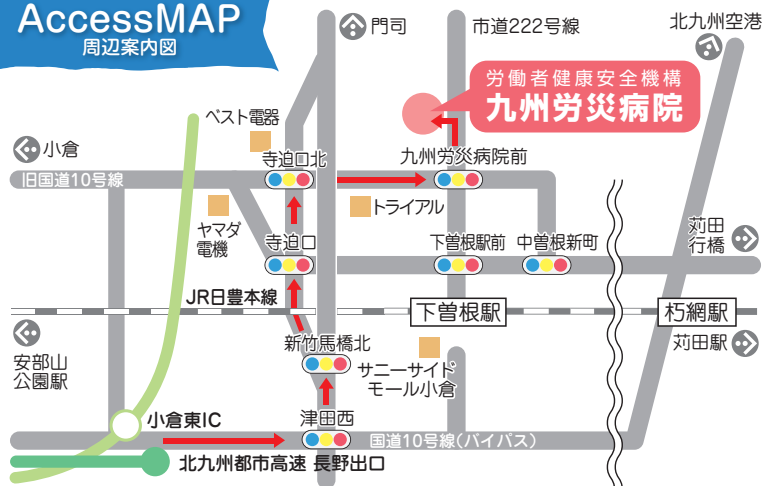 AccessMAP
周辺案内図
門司
市道222号線
北九州空港
労働者健康安全機構
九州労災病院
ベスト電器
小倉
寺迫口北
九州労災病院前
旧国道10号線
トライアル
ヤマダ
電機
寺迫口
下曽根駅前
中曽根新町
苅田
行橋
JR日豊本線
下曽根駅
朽網駅
安部山
公園駅
新竹馬橋北
サニーサイド
モール小倉
苅田駅
小倉東IC
津田西
国道10号線(バイパス)
北九州都市高速 長野出口